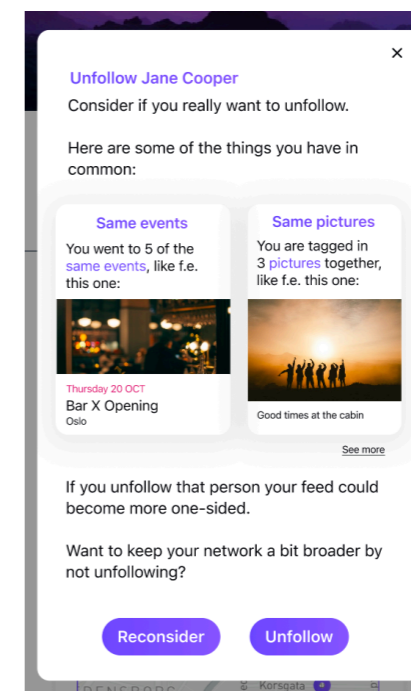 Unfollow Jane Cooper
Consider if you really want to unfollow.
Here are some of the things you have in
common:
Same events
You went to 5 of the
same events, like f.e.
this one:
Thursday 20 OCT
Bar X Opening
Oslo
Same pictures
You are tagged in
3 pictures together,
like f.e. this one:
Good times at the cabin
See more
If you unfollow that person your feed could
become more one-sided.
Want to keep your network a bit broader by
not unfollowing?
Reconsider
Unfollow
Korsgata